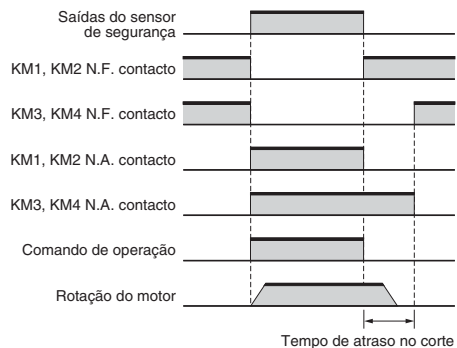 Saídas do sensor
de segurança
KM1, KM2 N.F. contacto
KM3, KM4 N.F. contacto
KM1, KM2 N.A. contacto
KM3, KM4 N.A. contacto
Comando de operação
Rotação do motor
Tempo de atraso no corte